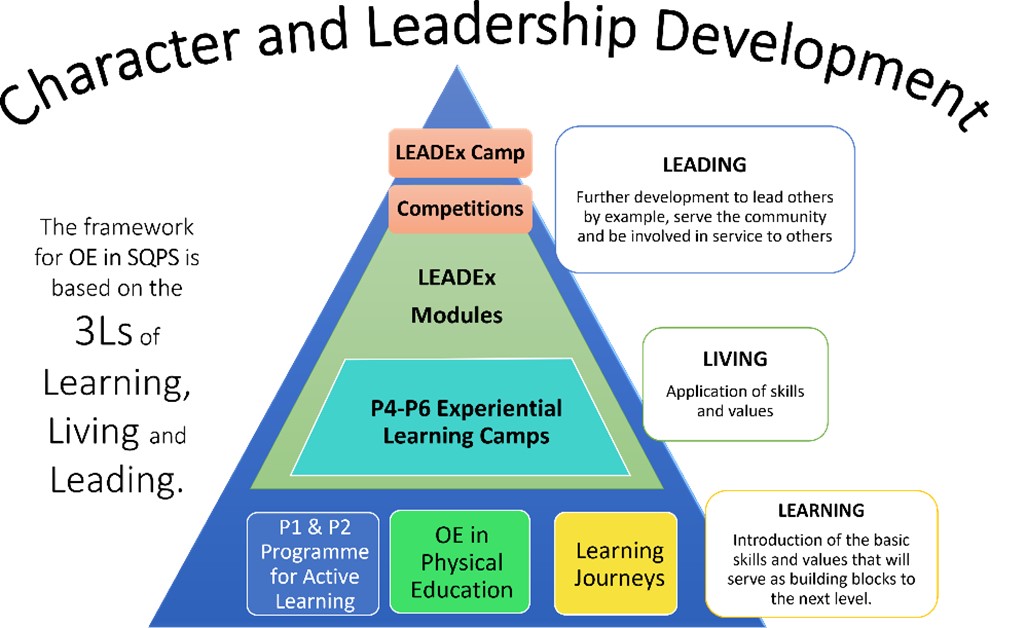 Character and Leadership Development
The framework
for OE in SQPS is
based on the
3Ls of
Learning,
Living and
Leading.
LEADEx Camp
Competitions
LEADEx
Modules
P4-P6 Experiential
Learning Camps
P1 & P2
Programme
for Active
Learning
OE in
Physical
Education
Learning
Journeys
LEADING
Further development to lead others
by example, serve the community
and be involved in service to others
LIVING
Application of skills
and values
LEARNING
Introduction of the basic
skills and values that will
serve as building blocks to
the next level.